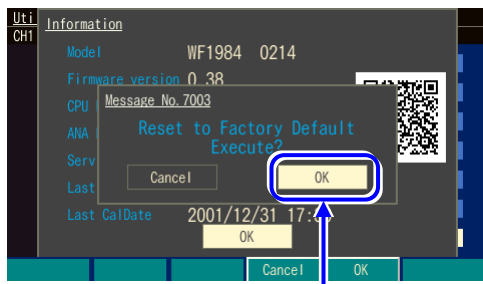 Uti
CH1
Information
Model WF1984 0214
Firmware version 0.38
CPU
Message No.7003
ANA
Reset to Factory Default
Execute?
Serv
Cancel OK
Last
Last CalDate 2001/12/31 17:
OK
Cancel OK